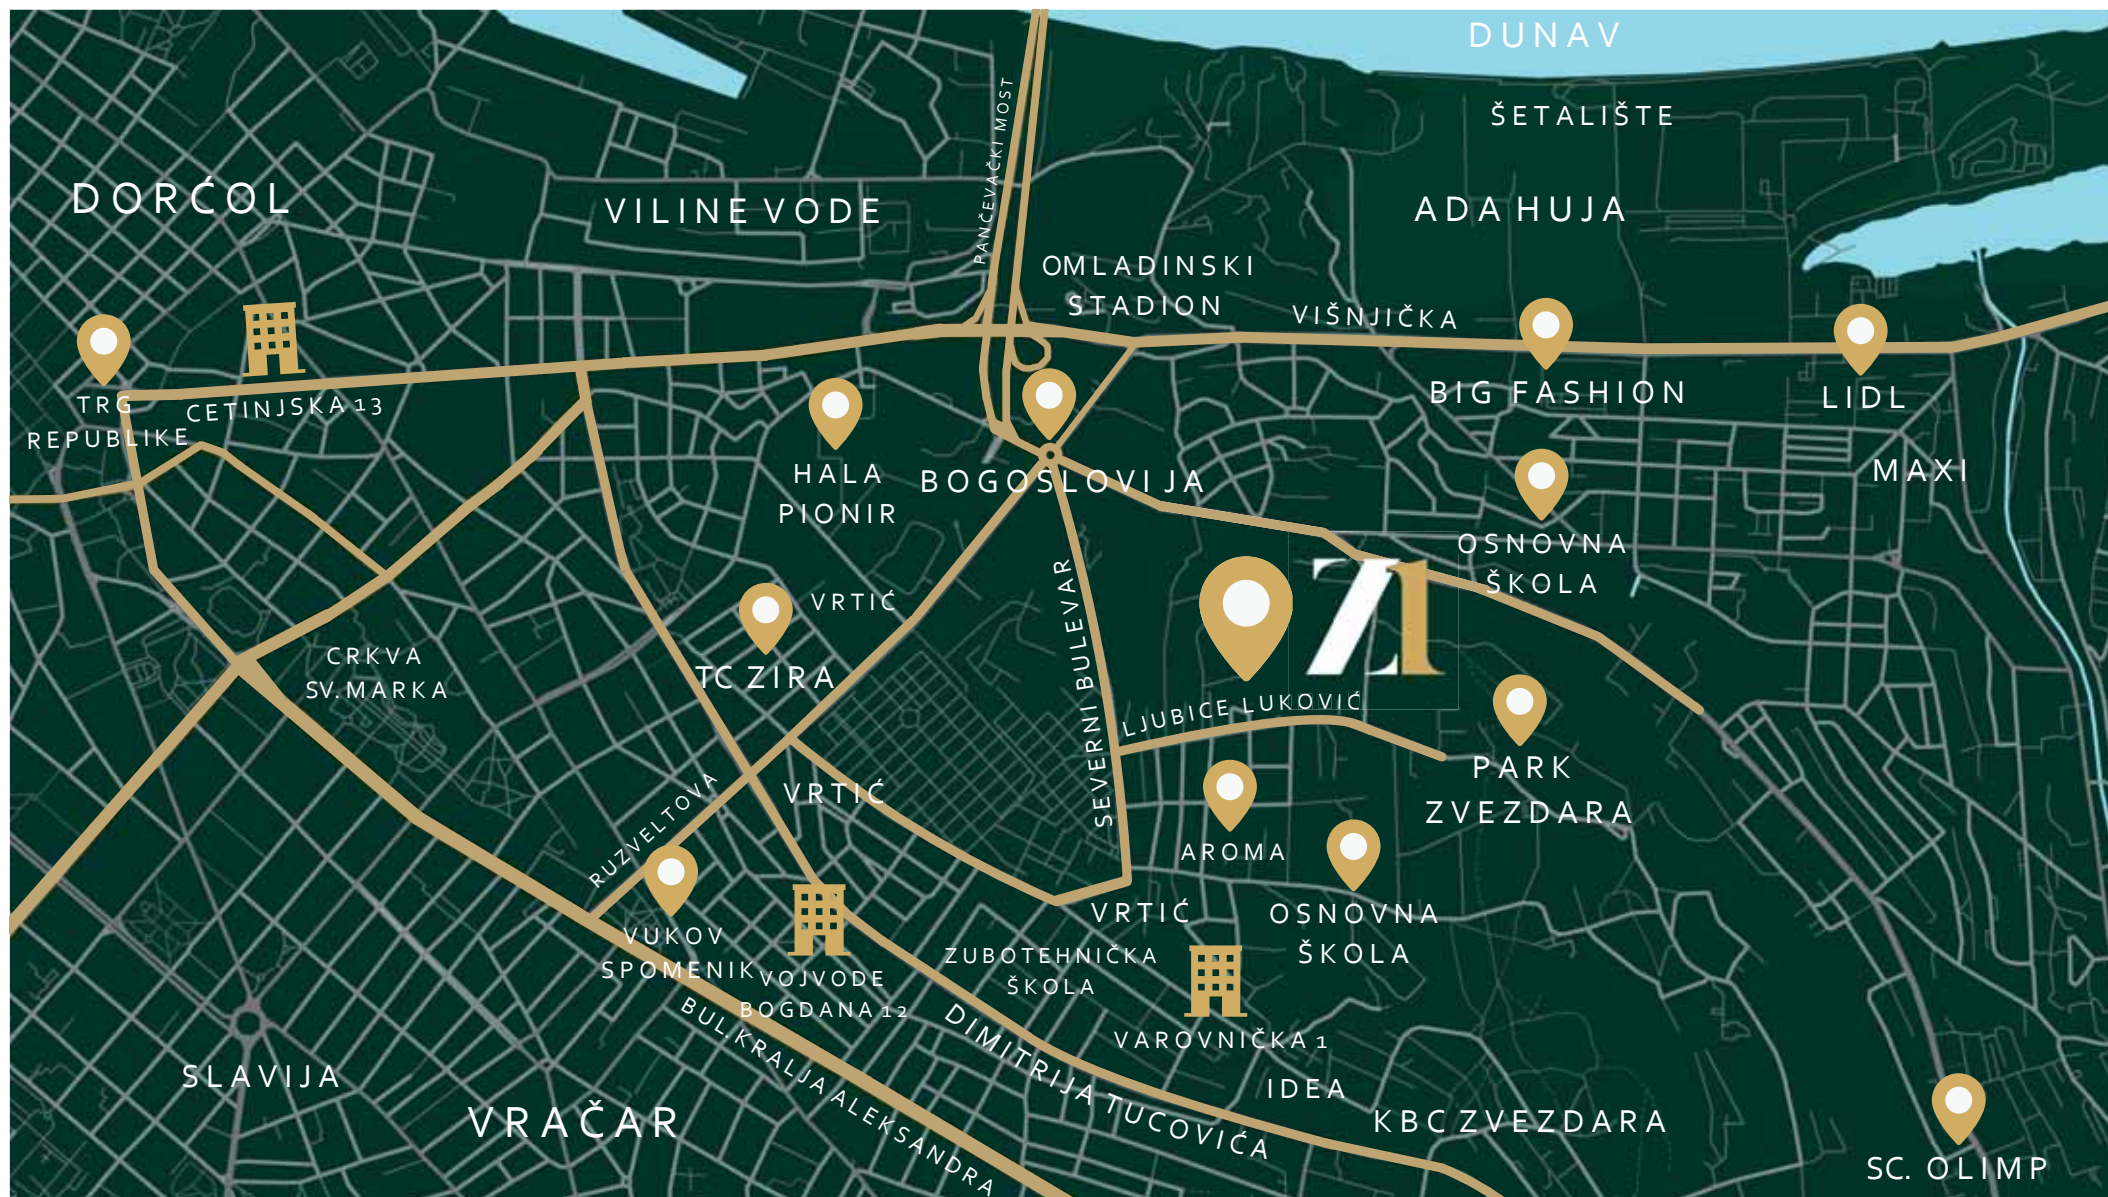 DUNAV
ŠETALIŠTE
PANČEVAČKI MOST
DORĆOL
VILINE VODE
ADA HUJA
OMLADINSKI
STADION
VIŠNJIČKA
TRG
REPUBLIKE
CETINJSKA 13
BIG FASHION
LIDL
HALA
PIONIR
BOGOSLOVIJA
MAXI
OSNOVNA
ŠKOLA
Z1
VRTIĆ
CRKVA
SV. MARKA
TC ZIRA
SEVERNI BULEVAR
LJUBICE LUKOVIĆ
PARK
ZVEZDARA
RUZVELTOVA
VRTIĆ
AROMA
VRTIĆ
OSNOVNA
ŠKOLA
VUKOV
SPOMENIK
VOJVODE
BOGDANA 12
ZUBOTEHNIČKA
ŠKOLA
VAROVNIČKA 1
BUL. KRALJA ALEKSANDRA
DIMITRIJA TUCOVIĆA
IDEA
SLAVIJA
VRAČAR
KBC ZVEZDARA
SC. OLIMP